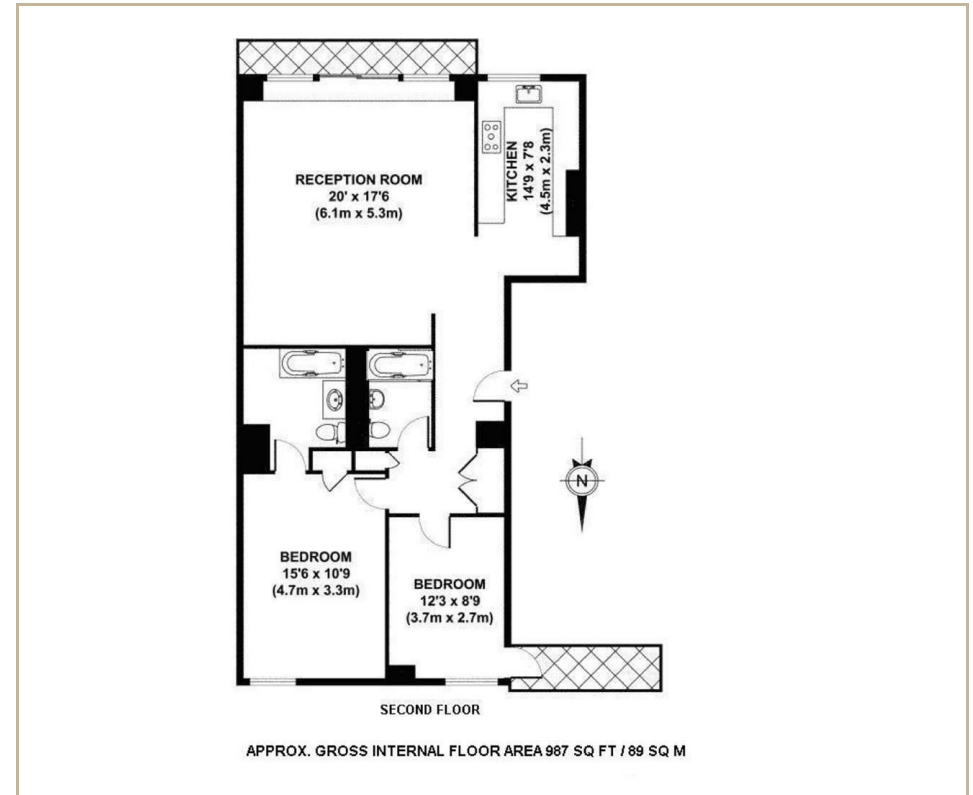 RECEPTION ROOM
20' x 17'6
(6.1m x 5.3m)
KITCHEN
14'9 x 7'8
(4.5m x 2.3m)
N
BEDROOM
15'6 x 10'9
(4.7m x 3.3m)
BEDROOM
12'3 x 8'9
(3.7m x 2.7m)
SECOND FLOOR
APPROX. GROSS INTERNAL FLOOR AREA 987 SQ FT / 89 SQ M